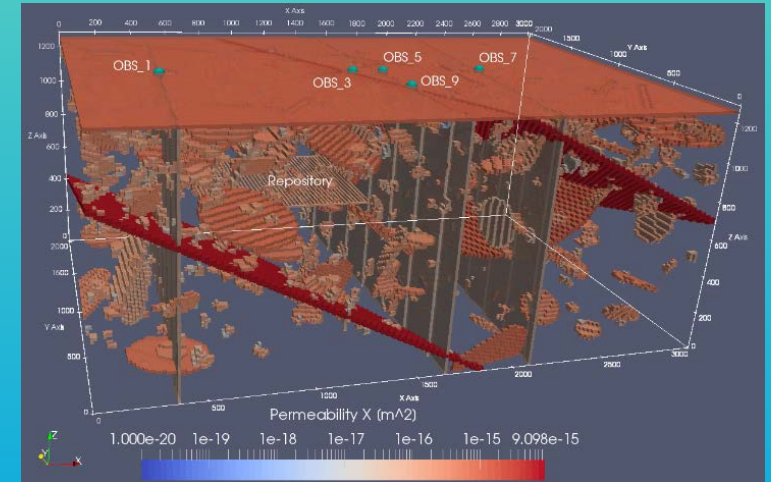 X Axis
0 200 400 600 800 1400 1600 1800 2000 2200 2400 2600 2800 3000
2000
1500
1000
500
0
Y Axis
1200
1000
800
600
400
200
0
Z Axis
OBS_1
OBS_3
OBS_5
OBS_9
OBS_7
Repository
1200
1000
800
600
400
200
0
Z Axis
2000
1500
1000
500
0
Y Axis
0 500 1000 1500 2000 2500 3000
X Axis
Permeability X (m^2)
1.000e-20 1e-19 1e-18 1e-17 1e-16 1e-15 9.098e-15
Z
Y
X